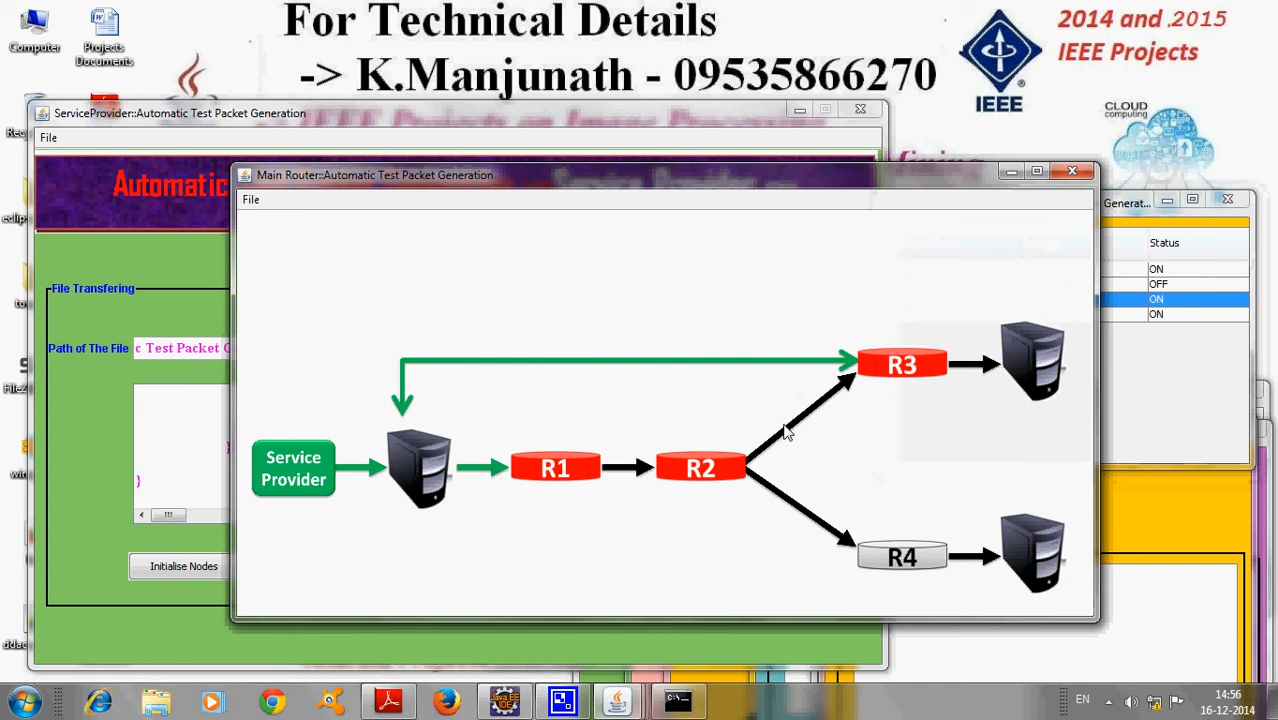 For Technical Details
-> K.Manjunath - 09535866270
2014 and .2015
IEEE Projects
IEEE
CLOUD
computing
Computer
Projects
Documents
ServiceProvider::Automatic Test Packet Generation
File
Automatic
File Transfering
Path of The File
c Test Packet G
}
Initialise Nodes
Main Router::Automatic Test Packet Generation
File
Service
Provider
R1
R2
R3
R4
Generat...
Status
ON
OFF
ON
ON
Java EE
IDE
C:\_
EN
14:56
16-12-2014